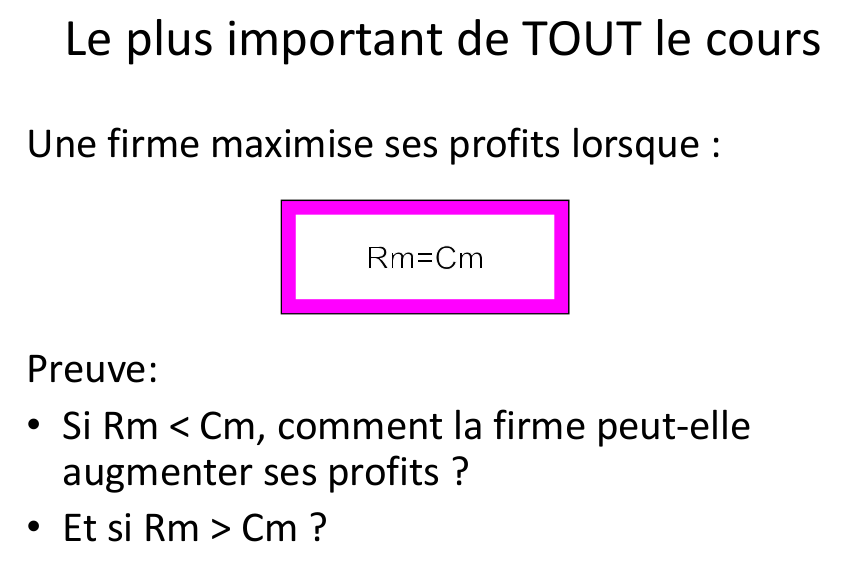 Le plus important de TOUT le cours
Une firme maximise ses profits lorsque :
Rm=Cm
Preuve:
• Si Rm < Cm, comment la firme peut-elle
augmenter ses profits ?
• Et si Rm > Cm ?